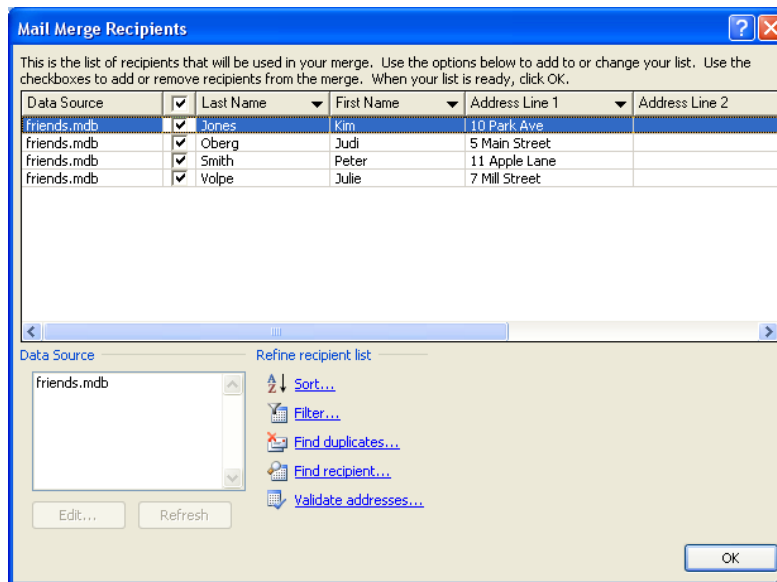 Mail Merge Recipients
This is the list of recipients that will be used in your merge. Use the options below to add to or change your list. Use the
checkboxes to add or remove recipients from the merge. When your list is ready, click OK.
Data Source Last Name First Name Address Line 1 Address Line 2
friends.mdb Jones Kim 10 Park Ave
friends.mdb Oberg Judi 5 Main Street
friends.mdb Smith Peter 11 Apple Lane
friends.mdb Volpe Julie 7 Mill Street
Data Source Refine recipient list
friends.mdb
Sort...
Filter...
Find duplicates...
Find recipient...
Validate addresses...
Edit... Refresh
OK